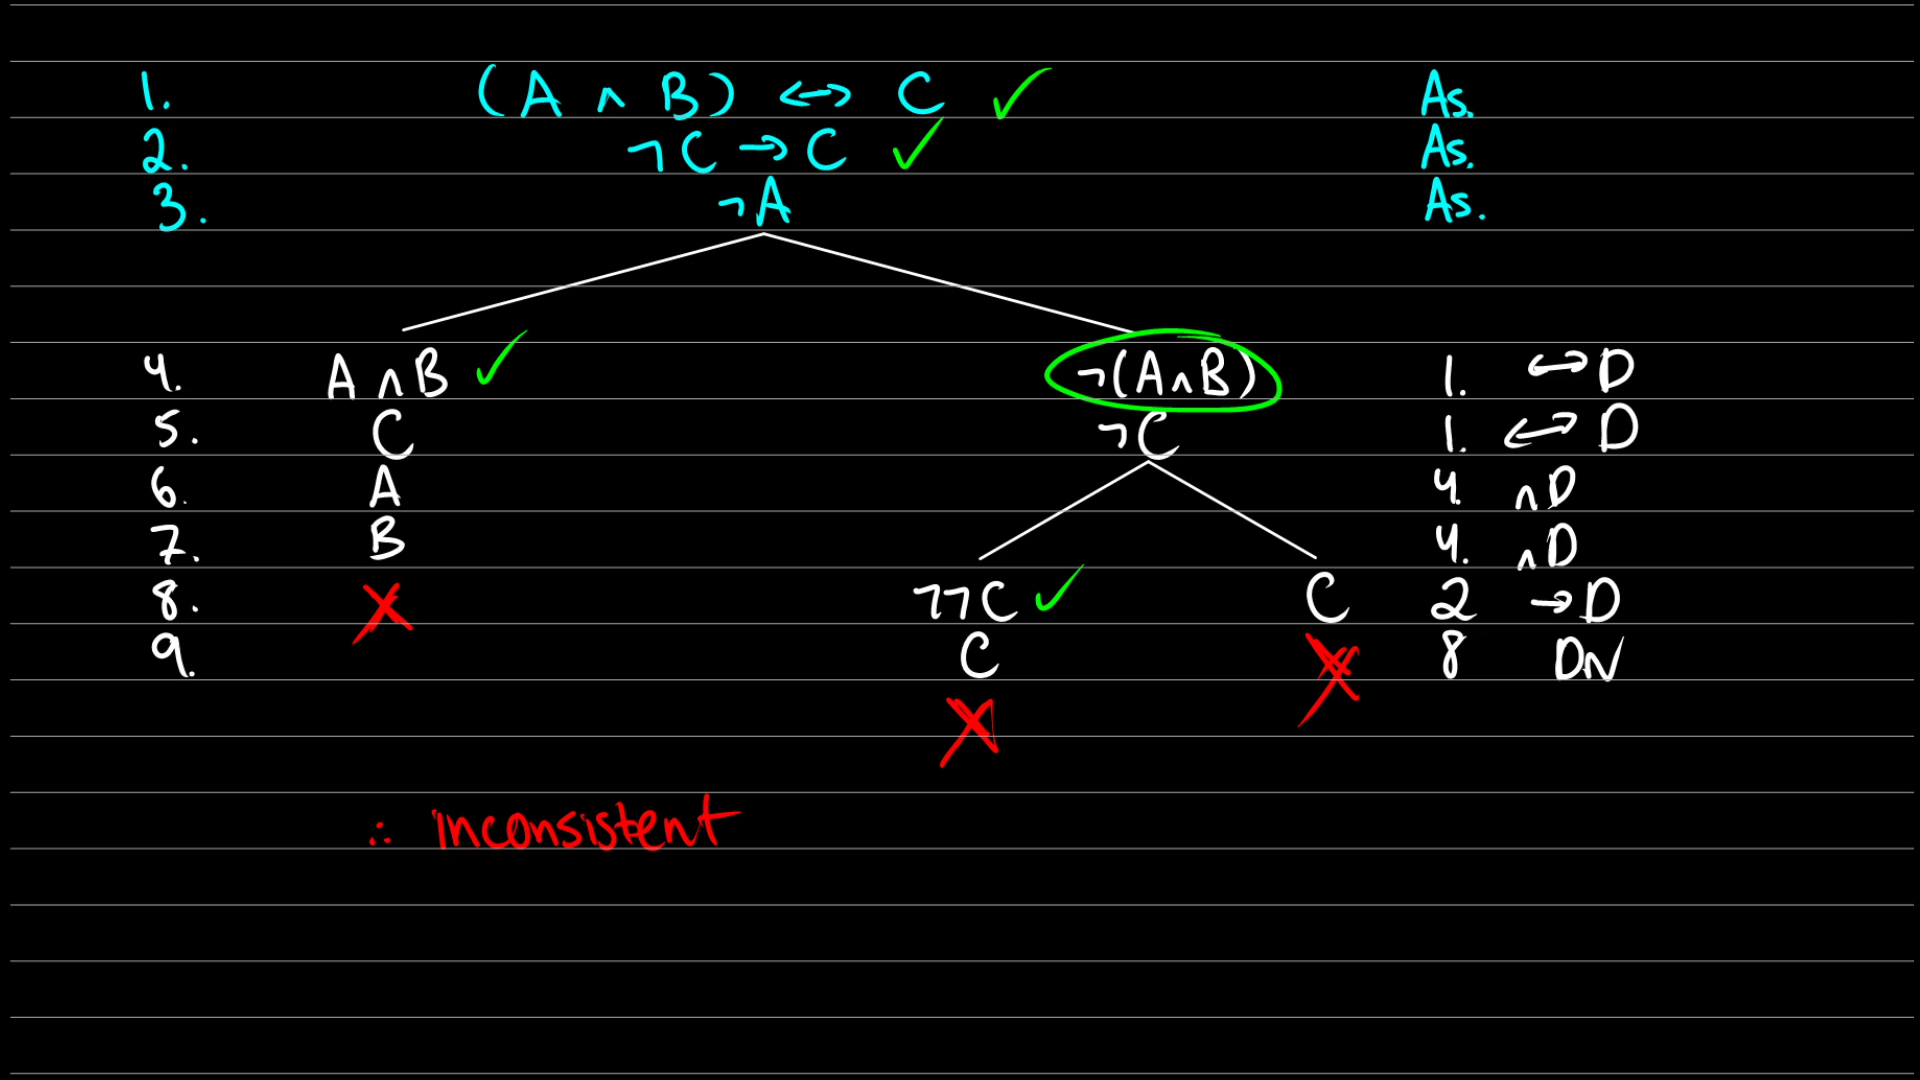 1. (A ∧ B) ↔ C ✓ As.
2. ¬C → C ✓ As.
3. ¬A As.
4. A ∧ B ✓ ¬(A ∧ B) 1. ↔D
5. C ¬C 1. ↔D
6. A 4. ∧D
7. B 4. ∧D
8. X ¬¬C ✓ C 2 →D
9. C X 8 DN
X
∴ inconsistent